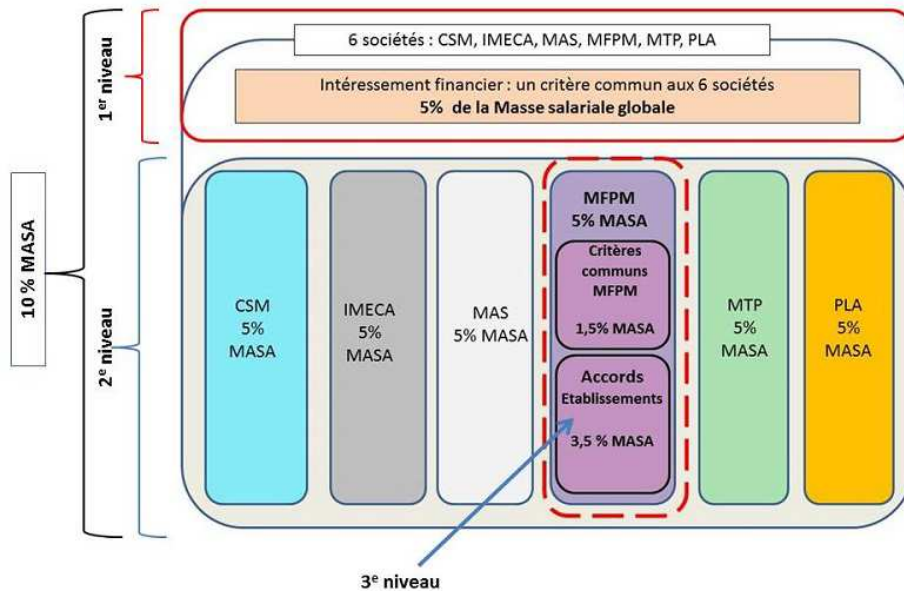 10 % MASA
1er niveau
6 sociétés : CSM, IMECA, MAS, MFPM, MTP, PLA
Intéressement financier : un critère commun aux 6 sociétés
5% de la Masse salariale globale
2e niveau
CSM
5%
MASA
IMECA
5%
MASA
MAS
5% MASA
MFPM
5% MASA
Critères
communs
MFPM
1,5% MASA
Accords
Etablissements
3,5 % MASA
MTP
5%
MASA
PLA
5%
MASA
3e niveau